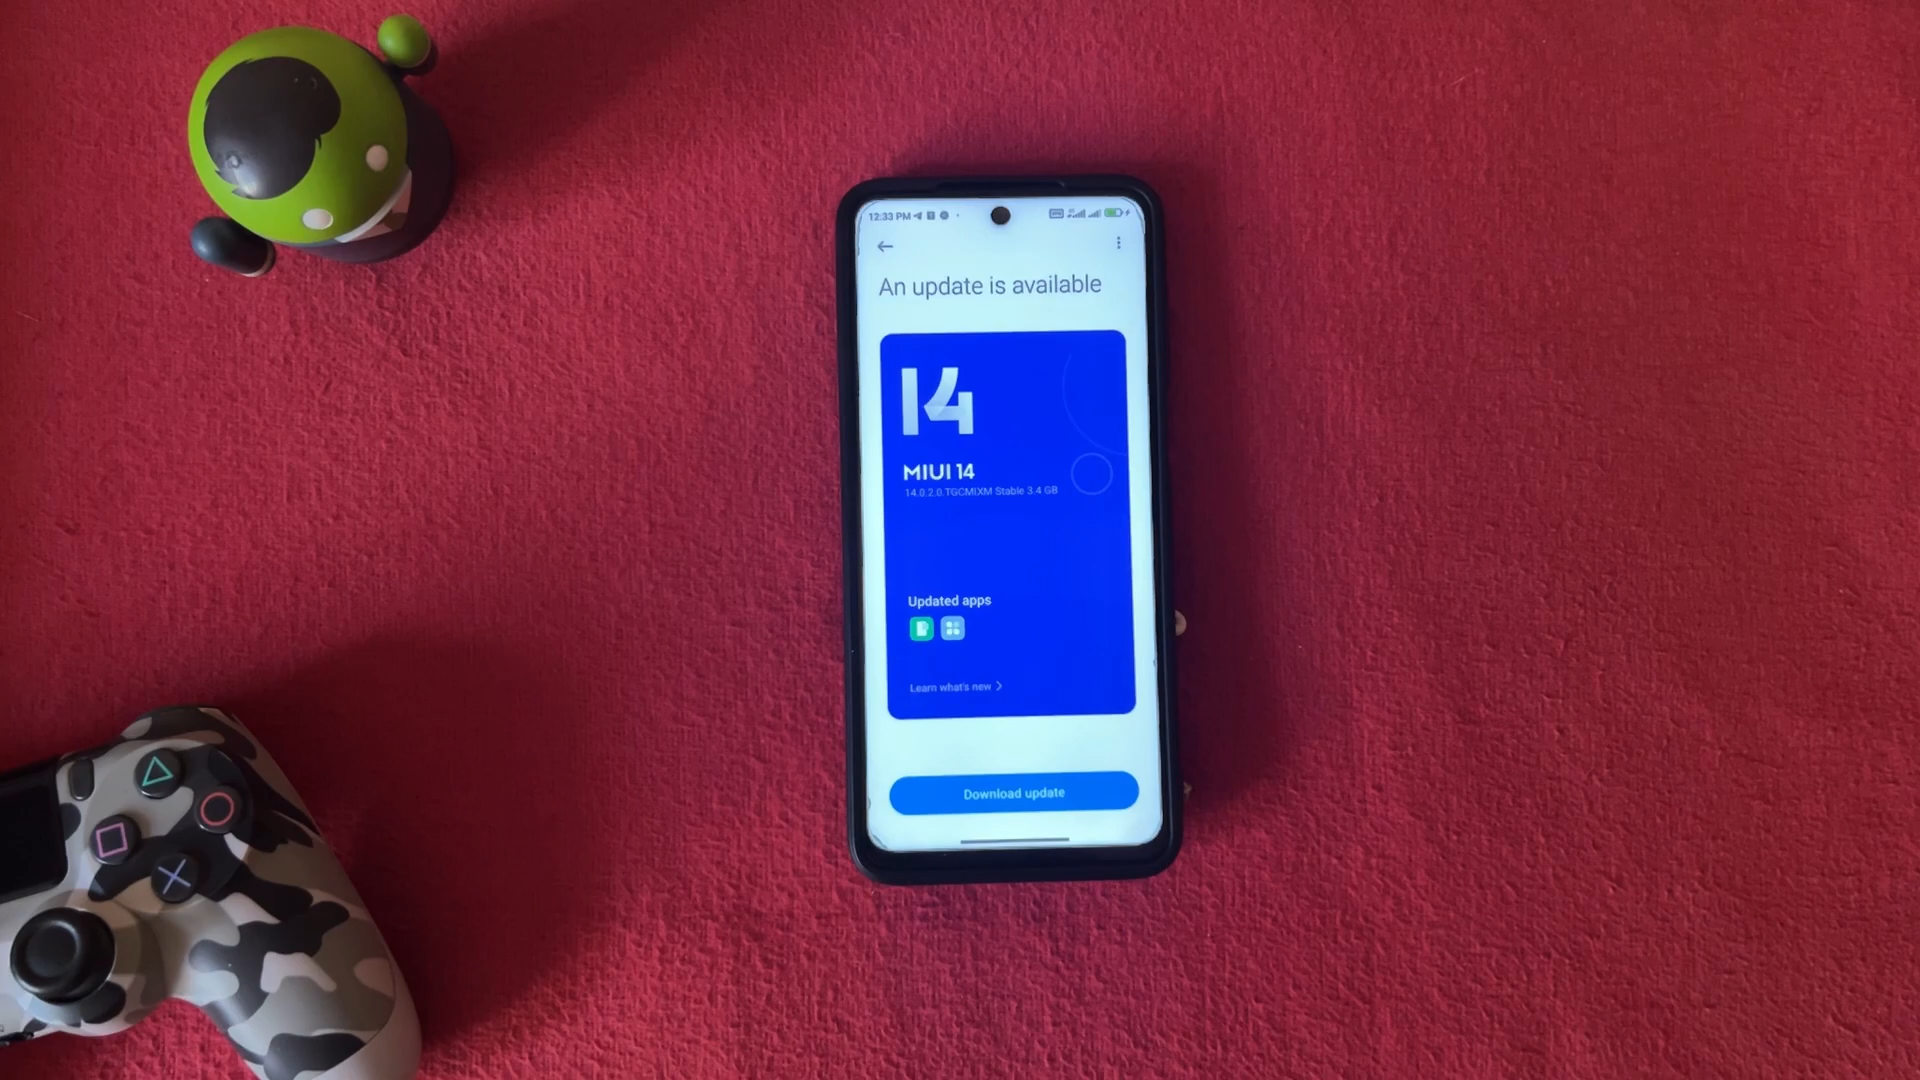 12:33 PM
An update is available
14
MIUI 14
14.0.2.0.TGCMIXM Stable 3.4 GB
Updated apps
Learn what's new
Download update